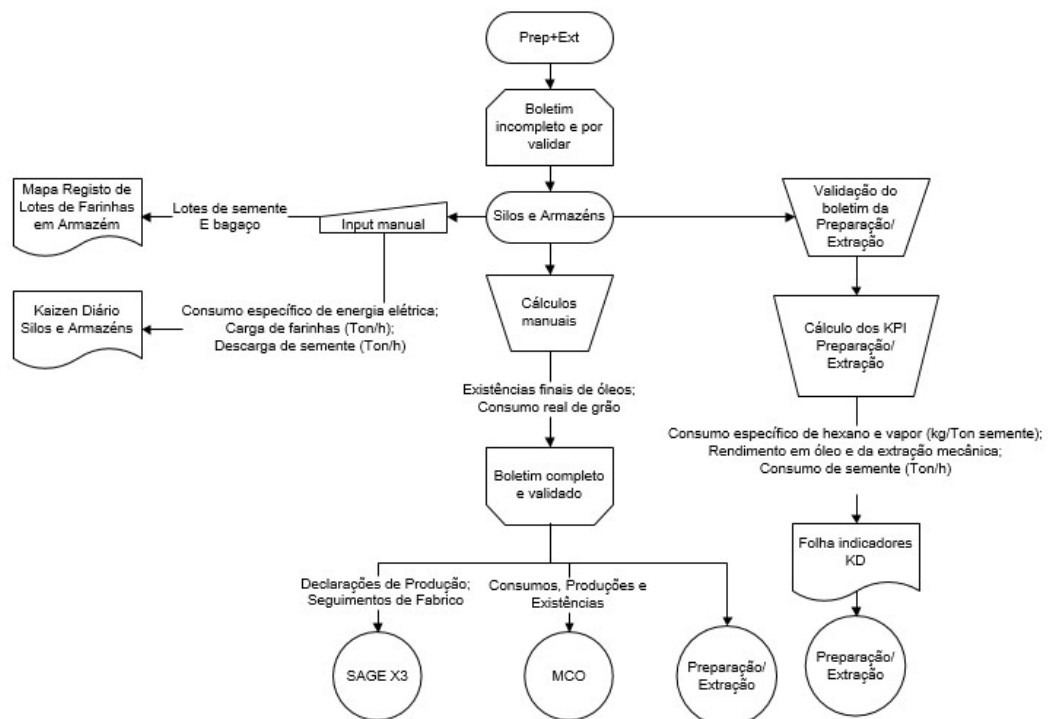 Prep+Ext
Boletim
incompleto e por
validar
Mapa Registo de
Lotes de Farinhas
em Armazém
Lotes de semente
E bagaço
Input manual
Silos e Armazéns
Validação do
boletim da
Preparação/
Extração
Kaizen Diário
Silos e Armazéns
Consumo específico de energia elétrica;
Carga de farinhas (Ton/h);
Descarga de semente (Ton/h)
Cálculos
manuais
Cálculo dos KPI
Preparação/
Extração
Existências finais de óleos;
Consumo real de grão
Consumo específico de hexano e vapor (kg/Ton semente);
Rendimento em óleo e da extração mecânica;
Consumo de semente (Ton/h)
Boletim completo
e validado
Folha indicadores
KD
Declarações de Produção;
Seguimentos de Fabrico
Consumos, Produções e
Existências
SAGE X3
MCO
Preparação/
Extração
Preparação/
Extração